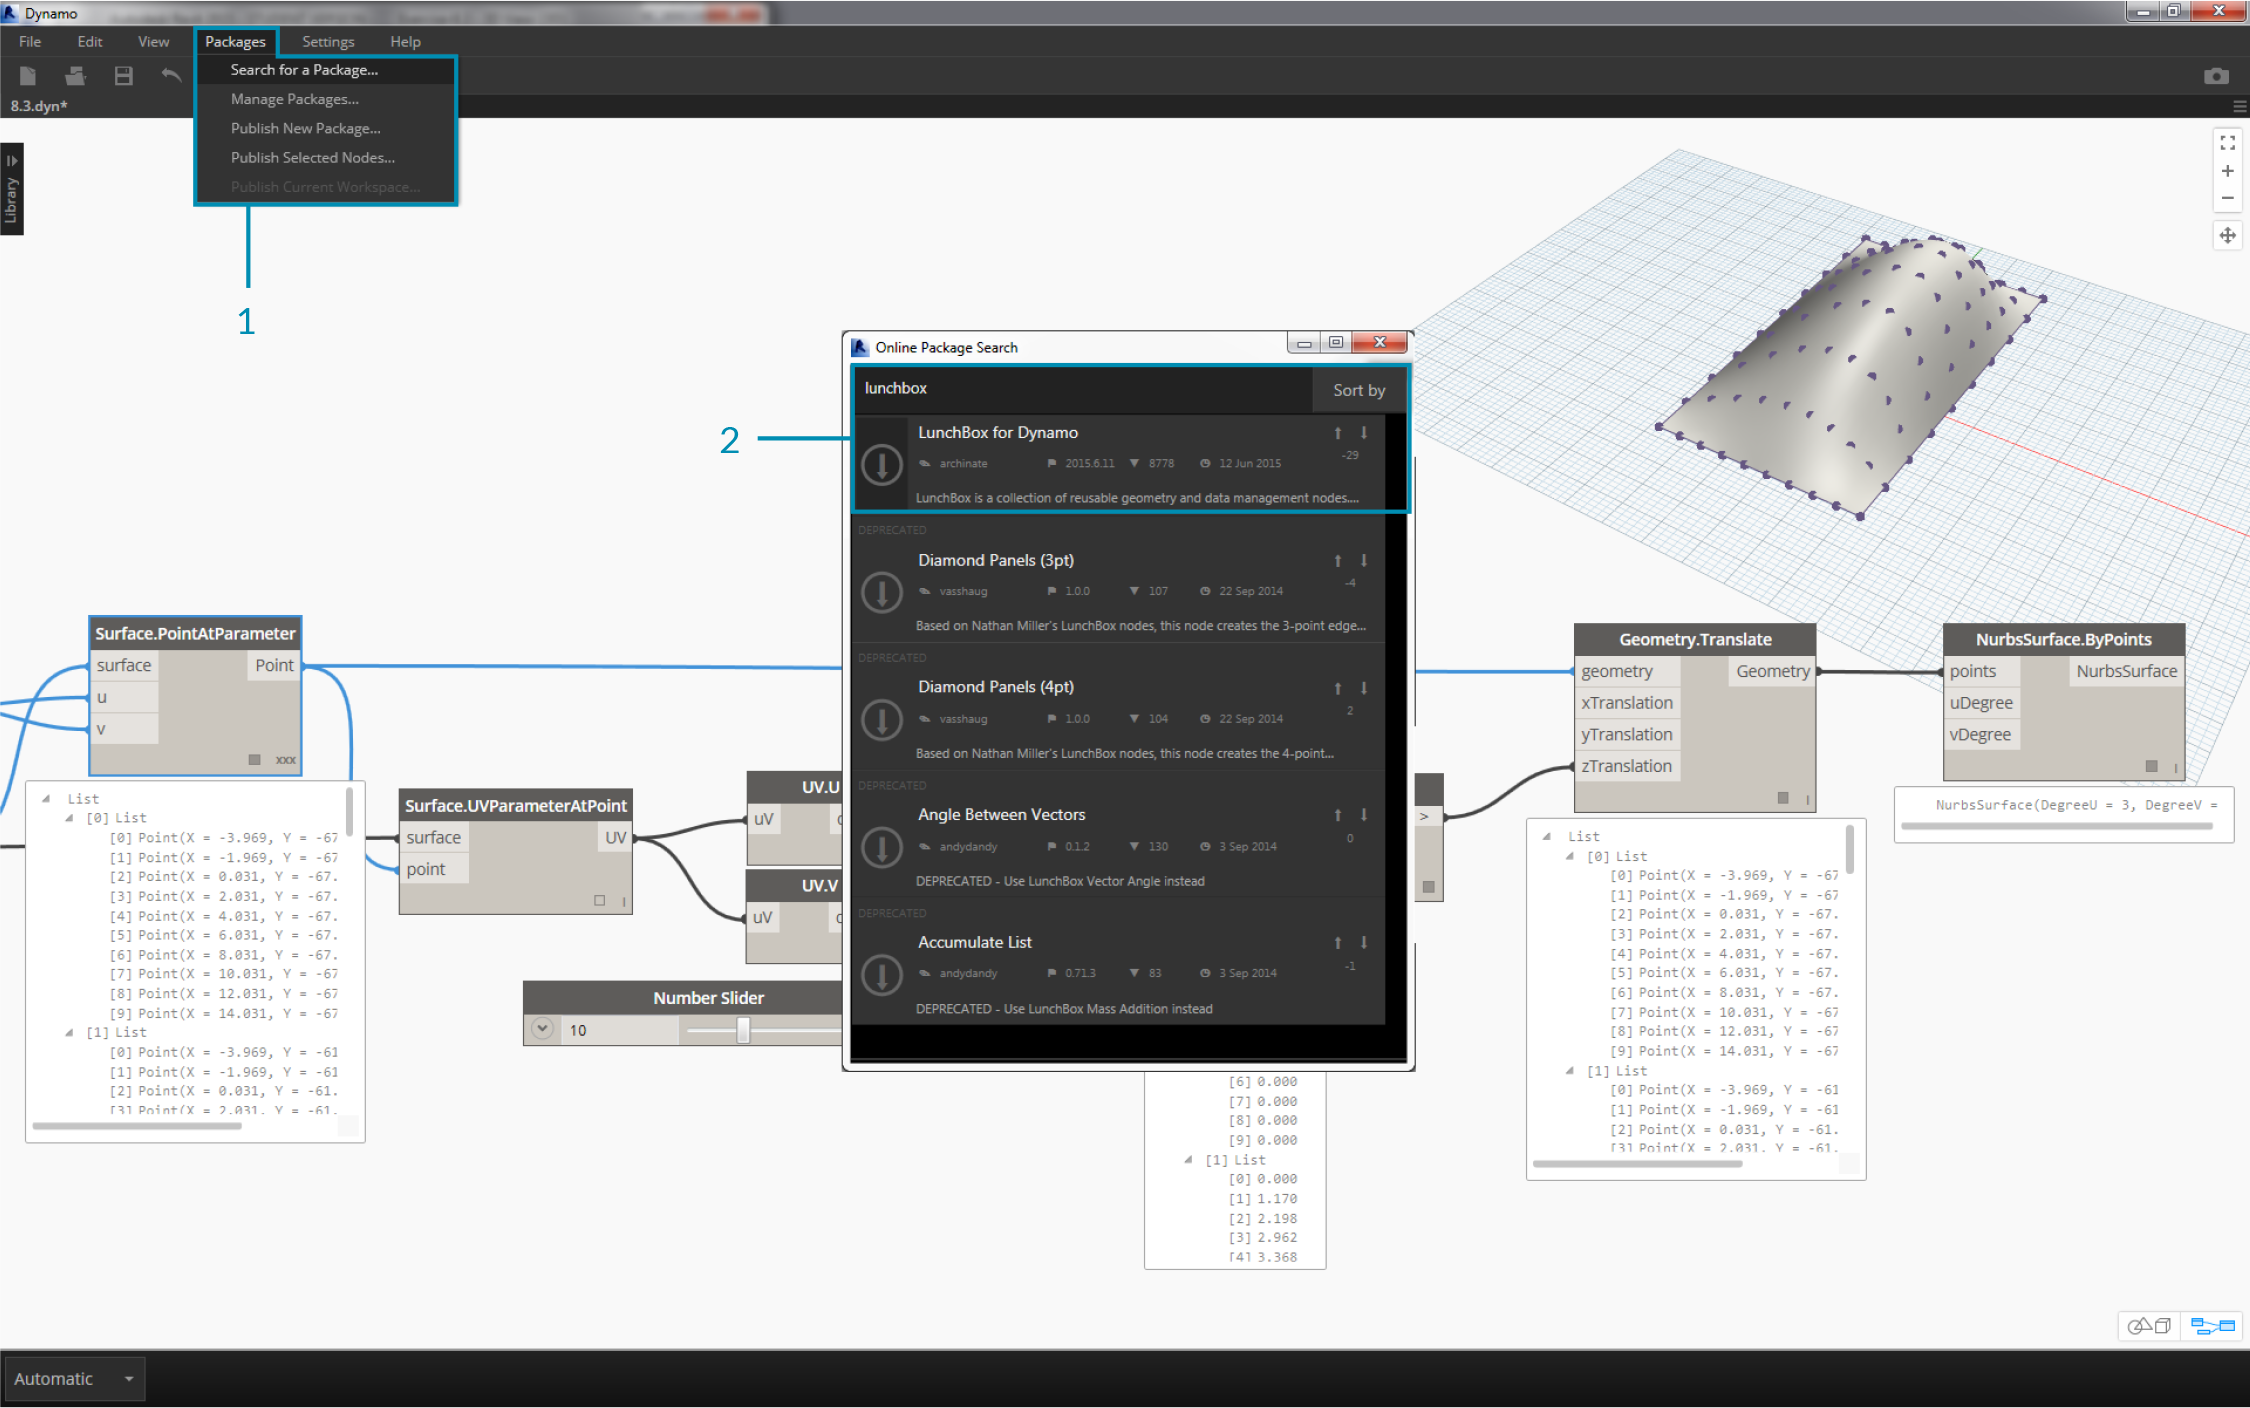 Dynamo
File Edit View Packages Settings Help
Search for a Package...
Manage Packages...
Publish New Package...
Publish Selected Nodes...
Publish Current Workspace...
8.3.dyn*
Library
1
Online Package Search
lunchbox Sort by
2
LunchBox for Dynamo
archinate 2015.6.11 8778 12 Jun 2015 -29
LunchBox is a collection of reusable geometry and data management nodes....
DEPRECATED
Diamond Panels (3pt)
vasshaug 1.0.0 107 22 Sep 2014 -4
Based on Nathan Miller's LunchBox nodes, this node creates the 3-point edge...
DEPRECATED
Diamond Panels (4pt)
vasshaug 1.0.0 104 22 Sep 2014 2
Based on Nathan Miller's LunchBox nodes, this node creates the 4-point...
DEPRECATED
Angle Between Vectors
andydandy 0.1.2 130 3 Sep 2014 0
DEPRECATED - Use LunchBox Vector Angle instead
DEPRECATED
Accumulate List
andydandy 0.71.3 83 3 Sep 2014 -1
DEPRECATED - Use LunchBox Mass Addition instead
Surface.PointAtParameter
surface Point
u
v
xxx
List
[0] List
[0] Point(X = -3.969, Y = -67
[1] Point(X = -1.969, Y = -67
[2] Point(X = 0.031, Y = -67.
[3] Point(X = 2.031, Y = -67.
[4] Point(X = 4.031, Y = -67.
[5] Point(X = 6.031, Y = -67.
[6] Point(X = 8.031, Y = -67.
[7] Point(X = 10.031, Y = -67
[8] Point(X = 12.031, Y = -67
[9] Point(X = 14.031, Y = -67
[1] List
[0] Point(X = -3.969, Y = -61
[1] Point(X = -1.969, Y = -61
[2] Point(X = 0.031, Y = -61.
[3] Point(X = 2.031, Y = -61.
Surface.UVParameterAtPoint
surface UV
point
I
UV.U
uV
UV.V
uV
Number Slider
10
>
[6] 0.000
[7] 0.000
[8] 0.000
[9] 0.000
[1] List
[0] 0.000
[1] 1.170
[2] 2.198
[3] 2.962
[4] 3.368
Geometry.Translate
geometry Geometry
xTranslation
yTranslation
zTranslation
I
List
[0] List
[0] Point(X = -3.969, Y = -67
[1] Point(X = -1.969, Y = -67
[2] Point(X = 0.031, Y = -67.
[3] Point(X = 2.031, Y = -67.
[4] Point(X = 4.031, Y = -67.
[5] Point(X = 6.031, Y = -67.
[6] Point(X = 8.031, Y = -67.
[7] Point(X = 10.031, Y = -67
[8] Point(X = 12.031, Y = -67
[9] Point(X = 14.031, Y = -67
[1] List
[0] Point(X = -3.969, Y = -61
[1] Point(X = -1.969, Y = -61
[2] Point(X = 0.031, Y = -61.
[3] Point(X = 2.031, Y = -61.
NurbsSurface.ByPoints
points NurbsSurface
uDegree
vDegree
I
NurbsSurface(DegreeU = 3, DegreeV =
Automatic